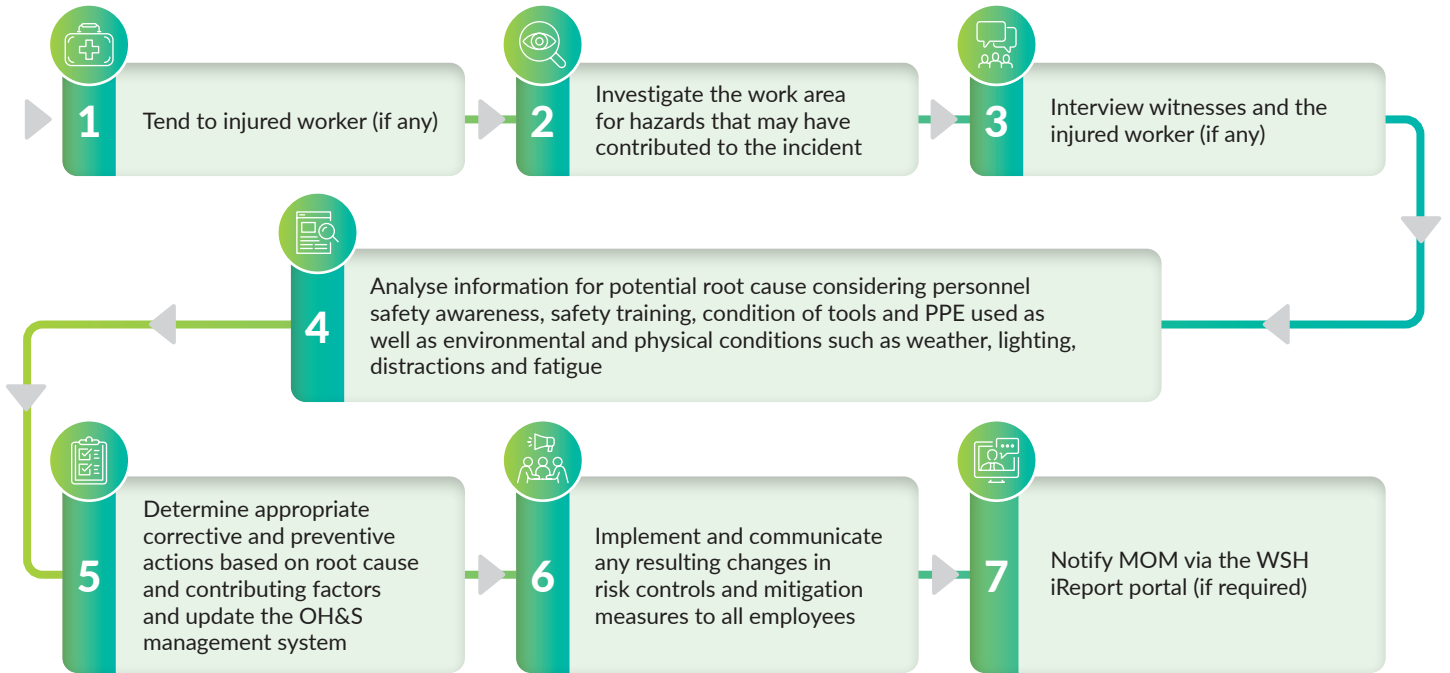 1
Tend to injured worker (if any)
2
Investigate the work area
for hazards that may have
contributed to the incident
3
Interview witnesses and the
injured worker (if any)
4
Analyse information for potential root cause considering personnel
safety awareness, safety training, condition of tools and PPE used as
well as environmental and physical conditions such as weather, lighting,
distractions and fatigue
5
Determine appropriate
corrective and preventive
actions based on root cause
and contributing factors
and update the OH&S
management system
6
Implement and communicate
any resulting changes in
risk controls and mitigation
measures to all employees
7
Notify MOM via the WSH
iReport portal (if required)